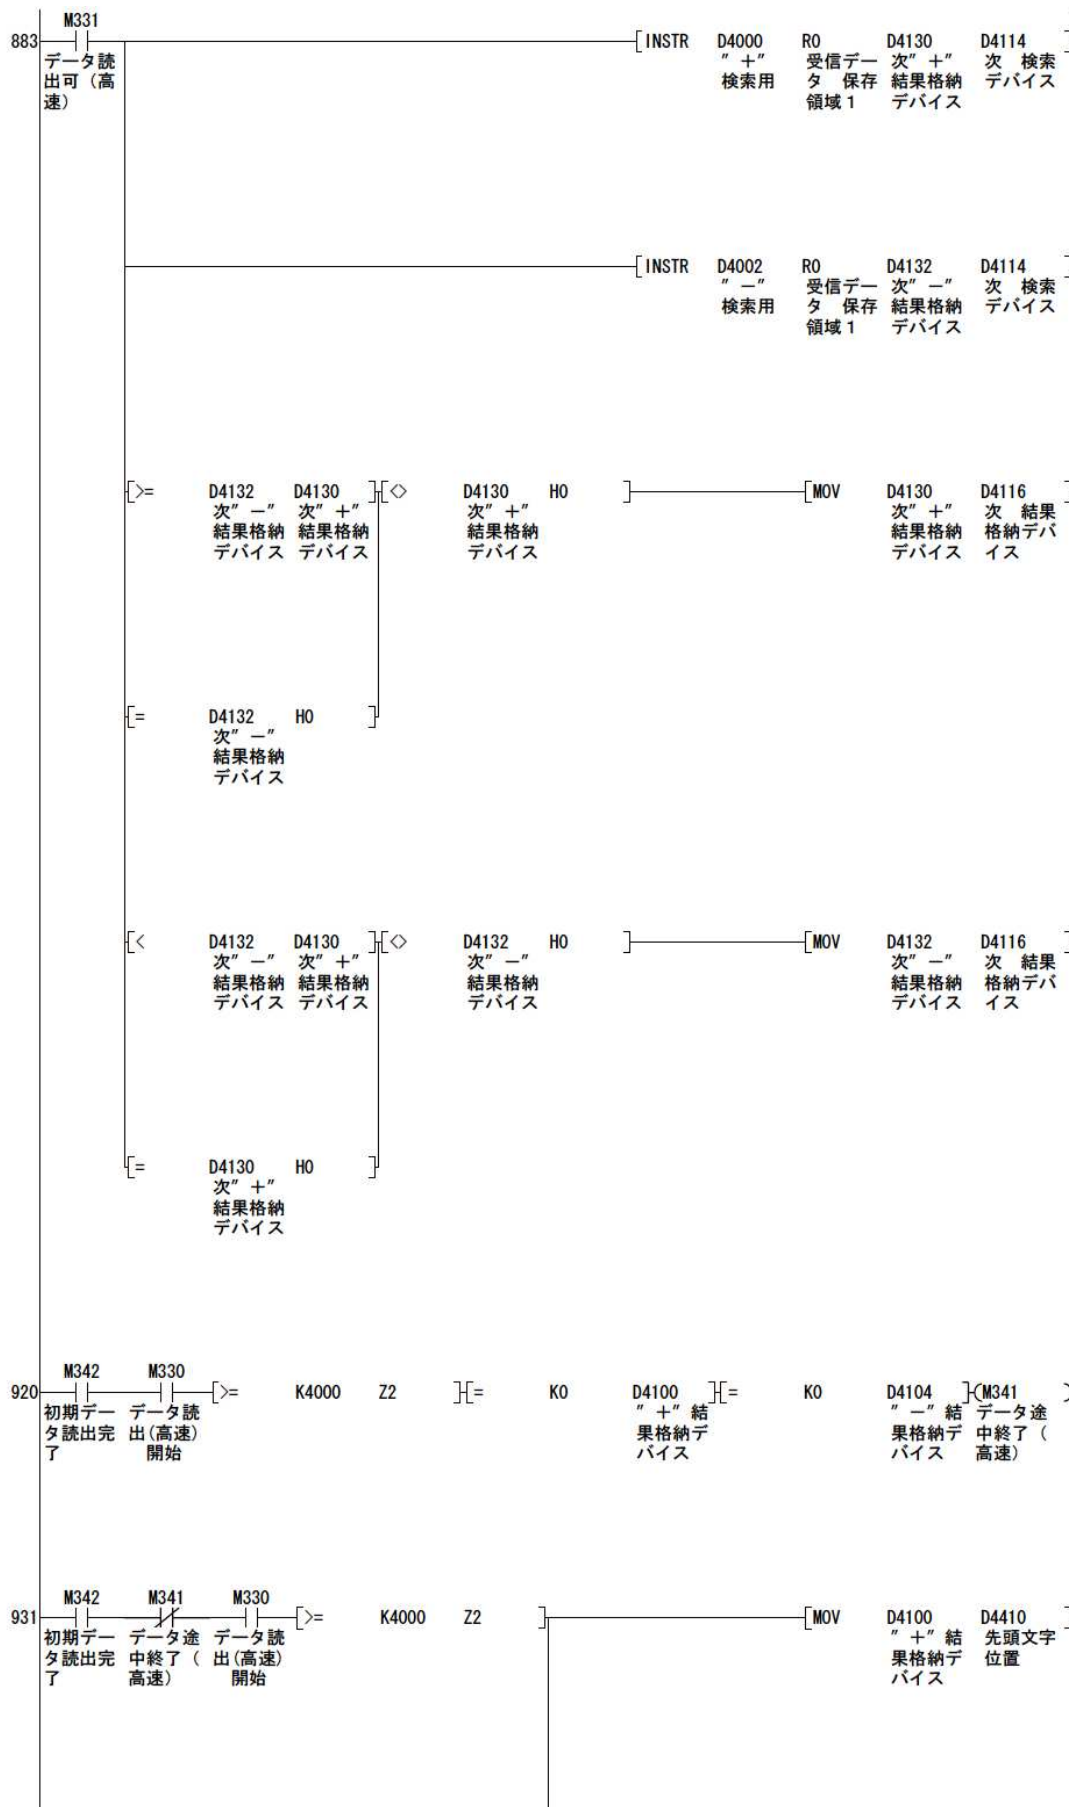 M331
883 [INSTR D4000 R0 D4130 D4114 ]
データ読 ″+″ 受信デー 次″+″ 次 検索
出可(高 検索用 タ 保存 結果格納 デバイス
速) 領域1 デバイス
[INSTR D4002 R0 D4132 D4114 ]
″-″ 受信デー 次″-″ 次 検索
検索用 タ 保存 結果格納 デバイス
領域1 デバイス
[>= D4132 D4130 ] [<> D4130 H0 ] [MOV D4130 D4116 ]
次″-″ 次″+″ 次″+″ 次″+″ 次 結果
結果格納 結果格納 結果格納 結果格納 格納デバ
デバイス デバイス デバイス デバイス イス
[= D4132 H0 ]
次″-″
結果格納
デバイス
[< D4132 D4130 ] [<> D4132 H0 ] [MOV D4132 D4116 ]
次″-″ 次″+″ 次″-″ 次″-″ 次 結果
結果格納 結果格納 結果格納 結果格納 格納デバ
デバイス デバイス デバイス デバイス イス
[= D4130 H0 ]
次″+″
結果格納
デバイス
M342 M330
920 [>= K4000 Z2 ] [= K0 D4100 ] [= K0 D4104 ] (M341 )
初期デー データ読 ″+″結 ″-″結 データ途
タ読出完 出(高速) 果格納デ 果格納デ 中終了(
了 開始 バイス バイス 高速)
M342 M341 M330
931 [>= K4000 Z2 ] [MOV D4100 D4410 ]
初期デー データ途 データ読 ″+″結 先頭文字
タ読出完 中終了( 出(高速) 果格納デ 位置
了 高速) 開始 バイス